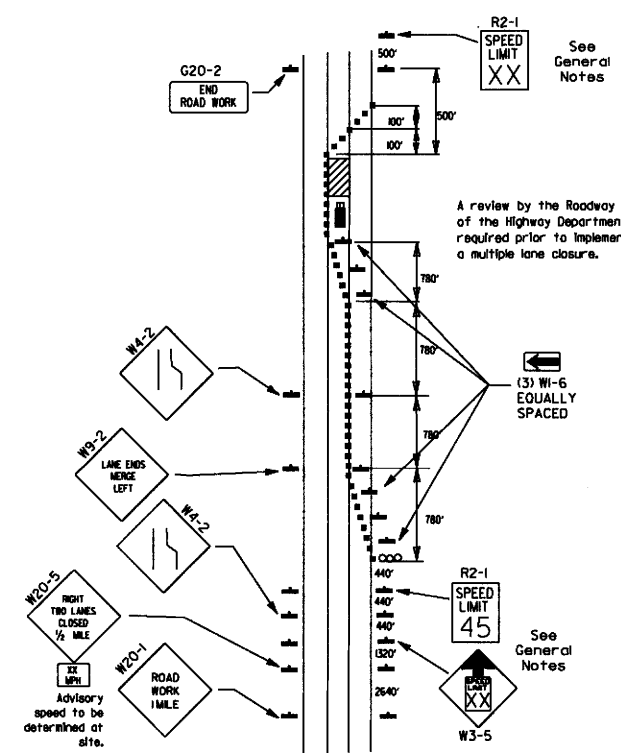 R2-1
SPEED
LIMIT
XX
See
General
Notes
500'
G20-2
END
ROAD WORK
500'
100'
100'
A review by the Roadway
of the Highway Departmen
required prior to implemen
a multiple lane closure.
780'
780'
W4-2
(3) W1-6
EQUALLY
SPACED
780'
W9-2
LANE ENDS
MERGE
LEFT
780'
W4-2
440'
R2-1
SPEED
LIMIT
45
440'
440'
W20-5
RIGHT
TWO LANES
CLOSED
½ MILE
XX
MPH
Advisory
speed to be
determined at
site.
1320'
See
General
Notes
W20-1
ROAD
WORK
1 MILE
2640'
SPEED
LIMIT
XX
W3-5